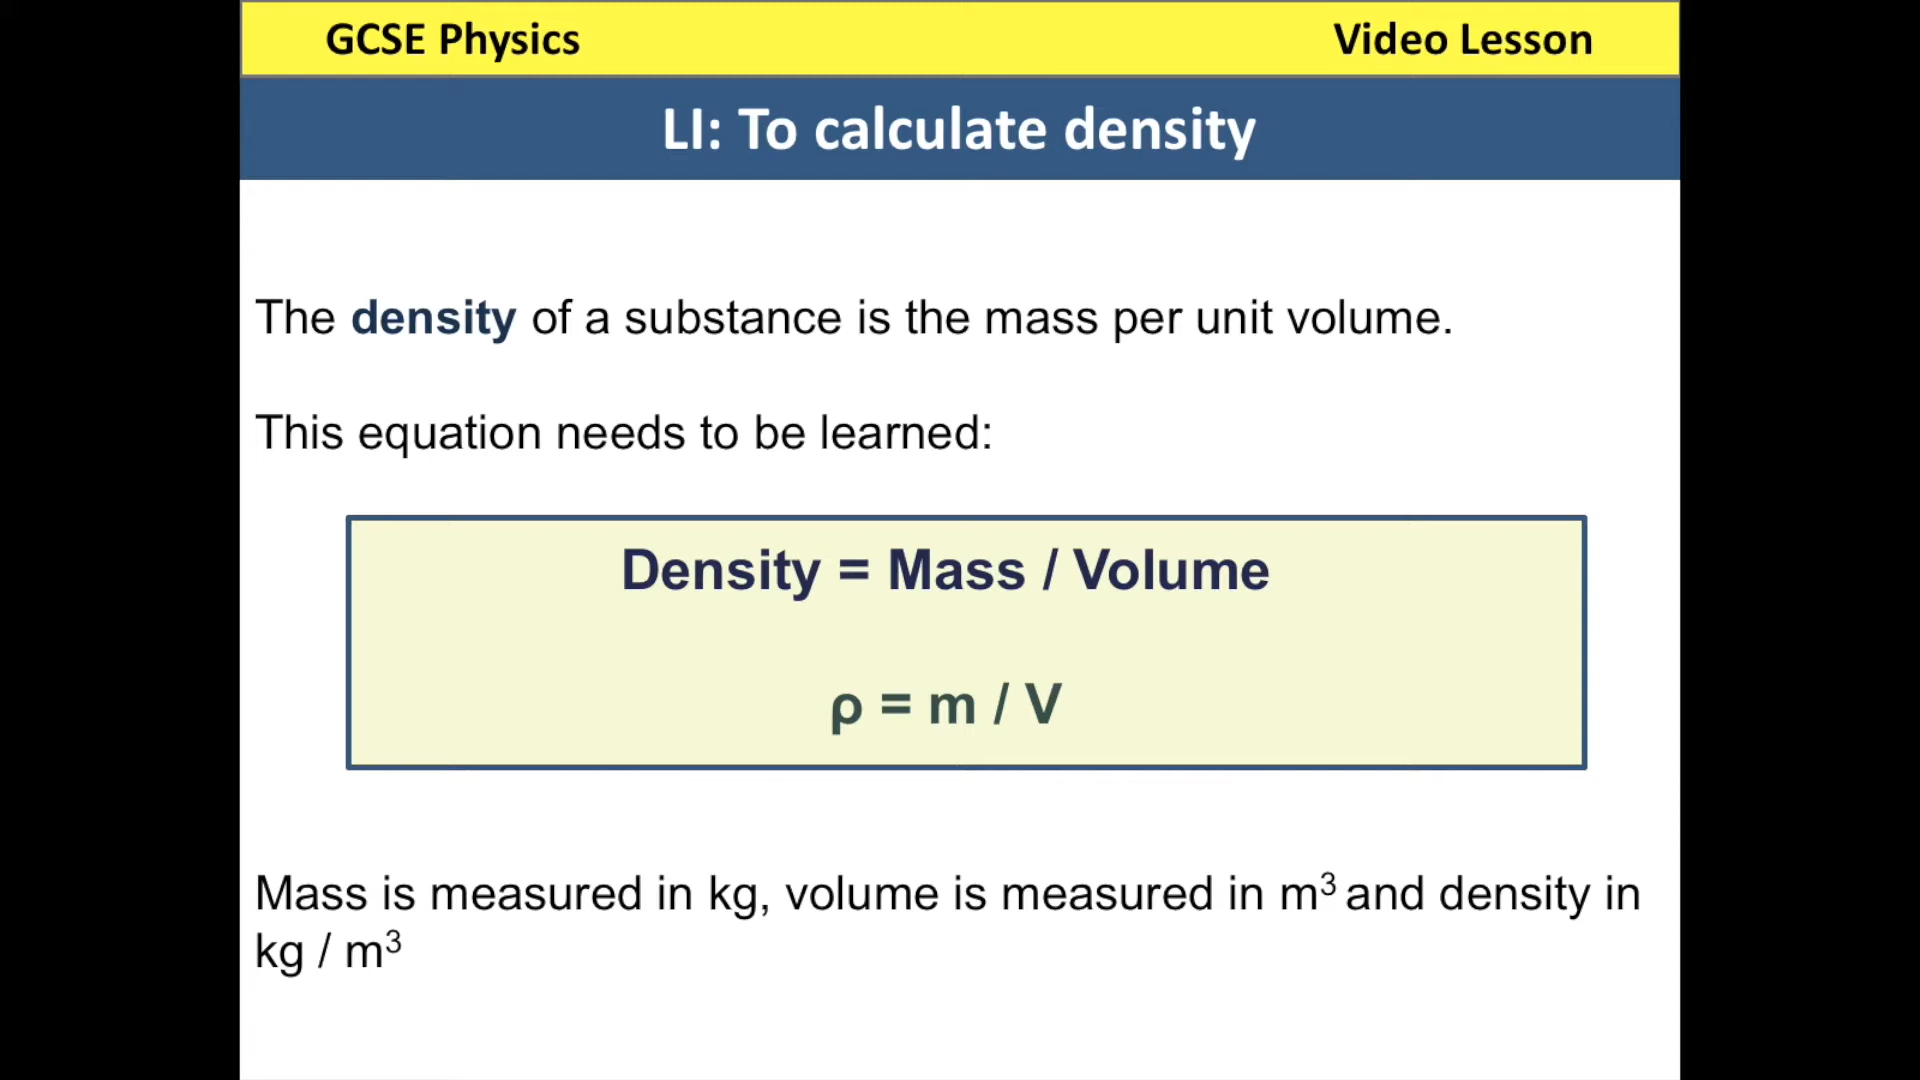 GCSE Physics Video Lesson
LI: To calculate density
The density of a substance is the mass per unit volume.
This equation needs to be learned:
Density = Mass / Volume
ρ = m / V
Mass is measured in kg, volume is measured in m³ and density in
kg / m³